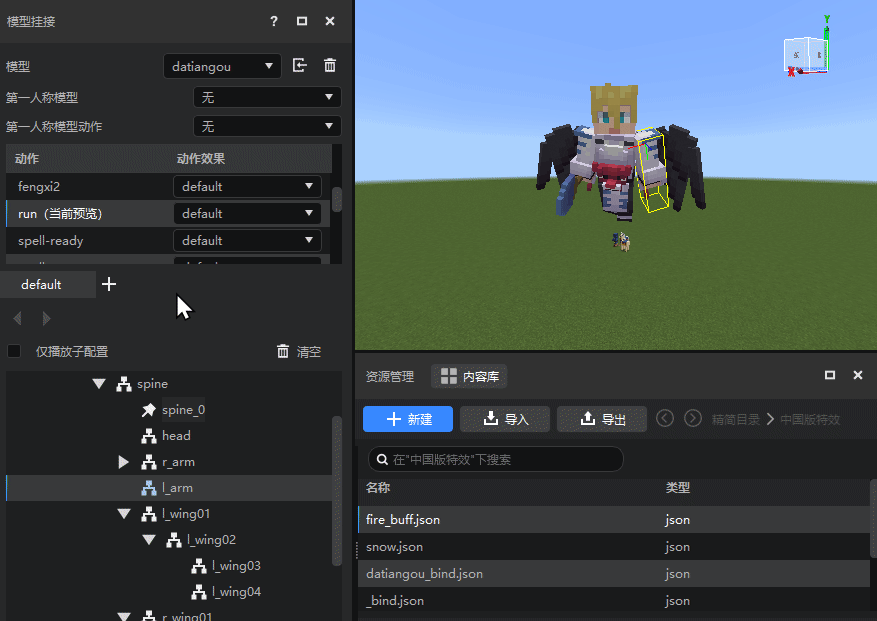 模型挂接
模型 datiangou
第一人称模型 无
第一人称模型动作 无
动作 动作效果
fengxi2 default
run（当前预览） default
spell-ready default
default
仅播放子配置 清空
spine
spine_0
head
r_arm
l_arm
l_wing01
l_wing02
l_wing03
l_wing04
r_wing01
Y
X
资源管理 内容库
新建 导入 导出 精简目录 中国版特效
在"中国版特效"下搜索
名称 类型
fire_buff.json json
snow.json json
datiangou_bind.json json
_bind.json json